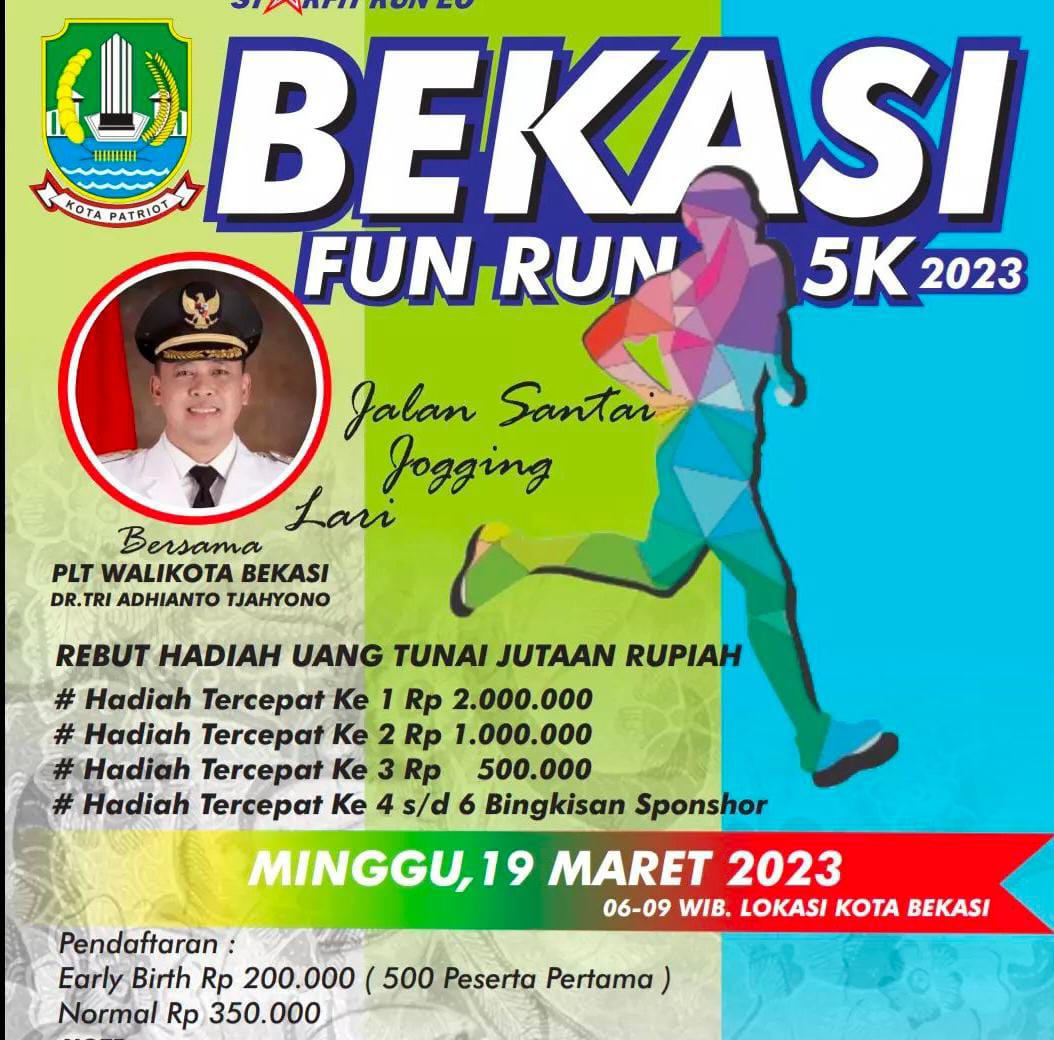 BEKASI
KOTA PATRIOT
FUN RUN 5K 2023
Jalan Santai
Jogging
Lari
Bersama
PLT WALIKOTA BEKASI
DR.TRI ADHIANTO TJAHYONO
REBUT HADIAH UANG TUNAI JUTAAN RUPIAH
# Hadiah Tercepat Ke 1 Rp 2.000.000
# Hadiah Tercepat Ke 2 Rp 1.000.000
# Hadiah Tercepat Ke 3 Rp 500.000
# Hadiah Tercepat Ke 4 s/d 6 Bingkisan Sponshor
MINGGU,19 MARET 2023
06-09 WIB. LOKASI KOTA BEKASI
Pendaftaran :
Early Birth Rp 200.000 ( 500 Peserta Pertama )
Normal Rp 350.000